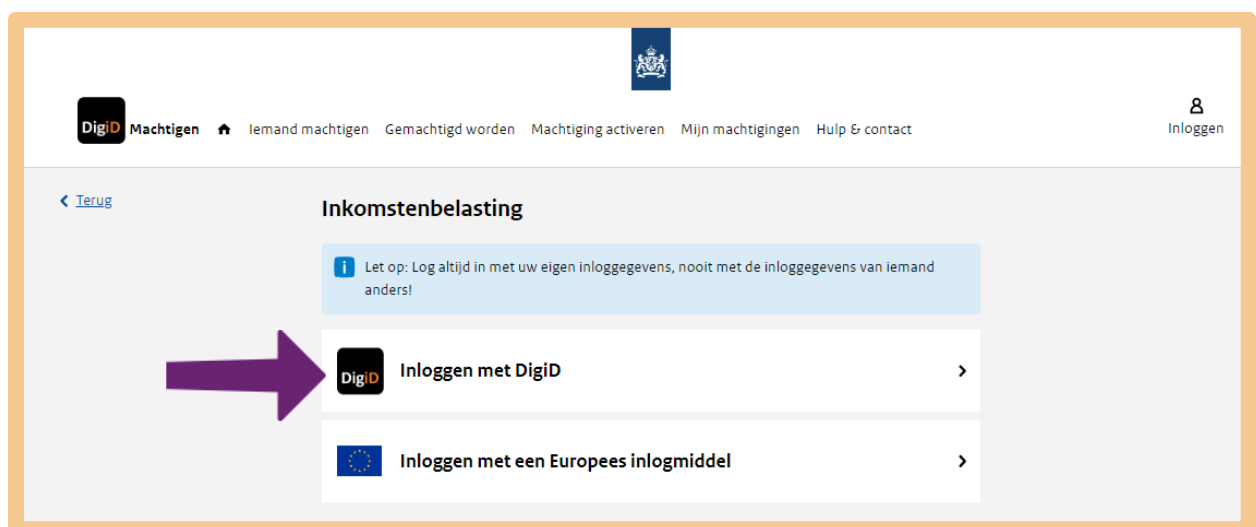 DigiD Machtigen Iemand machtigen Gemachtigd worden Machtiging activeren Mijn machtigingen Hulp & contact Inloggen
Terug
Inkomstenbelasting
i Let op: Log altijd in met uw eigen inloggegevens, nooit met de inloggegevens van iemand
anders!
DigiD Inloggen met DigiD
Inloggen met een Europees inlogmiddel